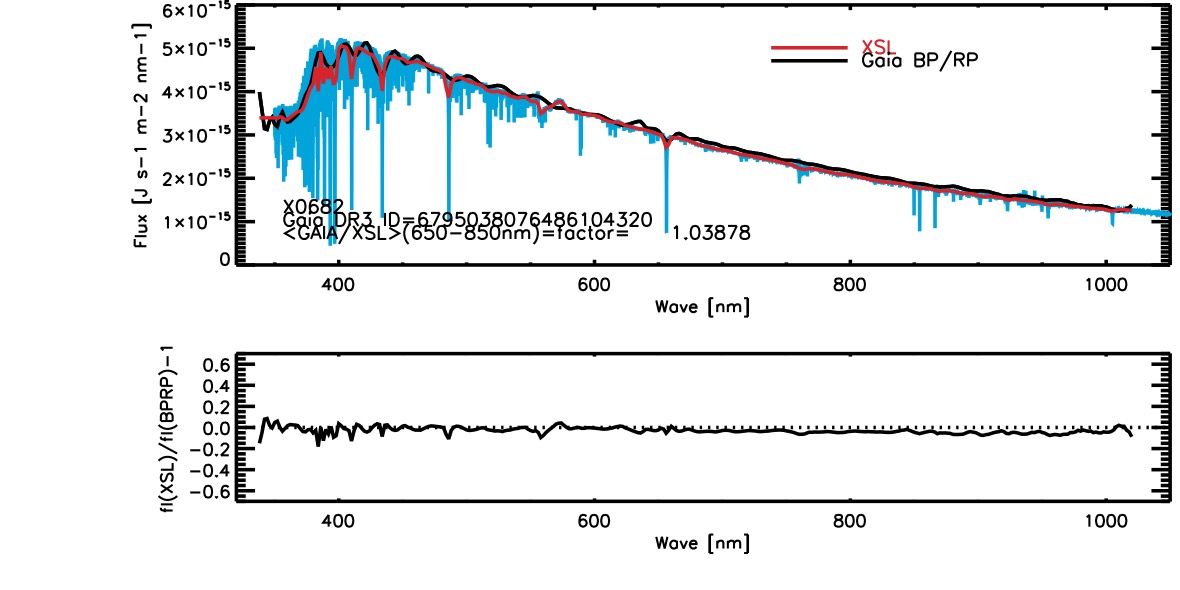 6×10−15
5×10−15
4×10−15
3×10−15
2×10−15
1×10−15
0
Flux [J s−1 m−2 nm−1]
XSL
Gaia BP/RP
X0682
Gaia DR3 ID=6795038076486104320
<GAIA/XSL>(650−850nm)=factor= 1.03878
400 600 800 1000
Wave [nm]
fl(XSL)/fl(BPRP)−1
0.6
0.4
0.2
0.0
−0.2
−0.4
−0.6
400 600 800 1000
Wave [nm]